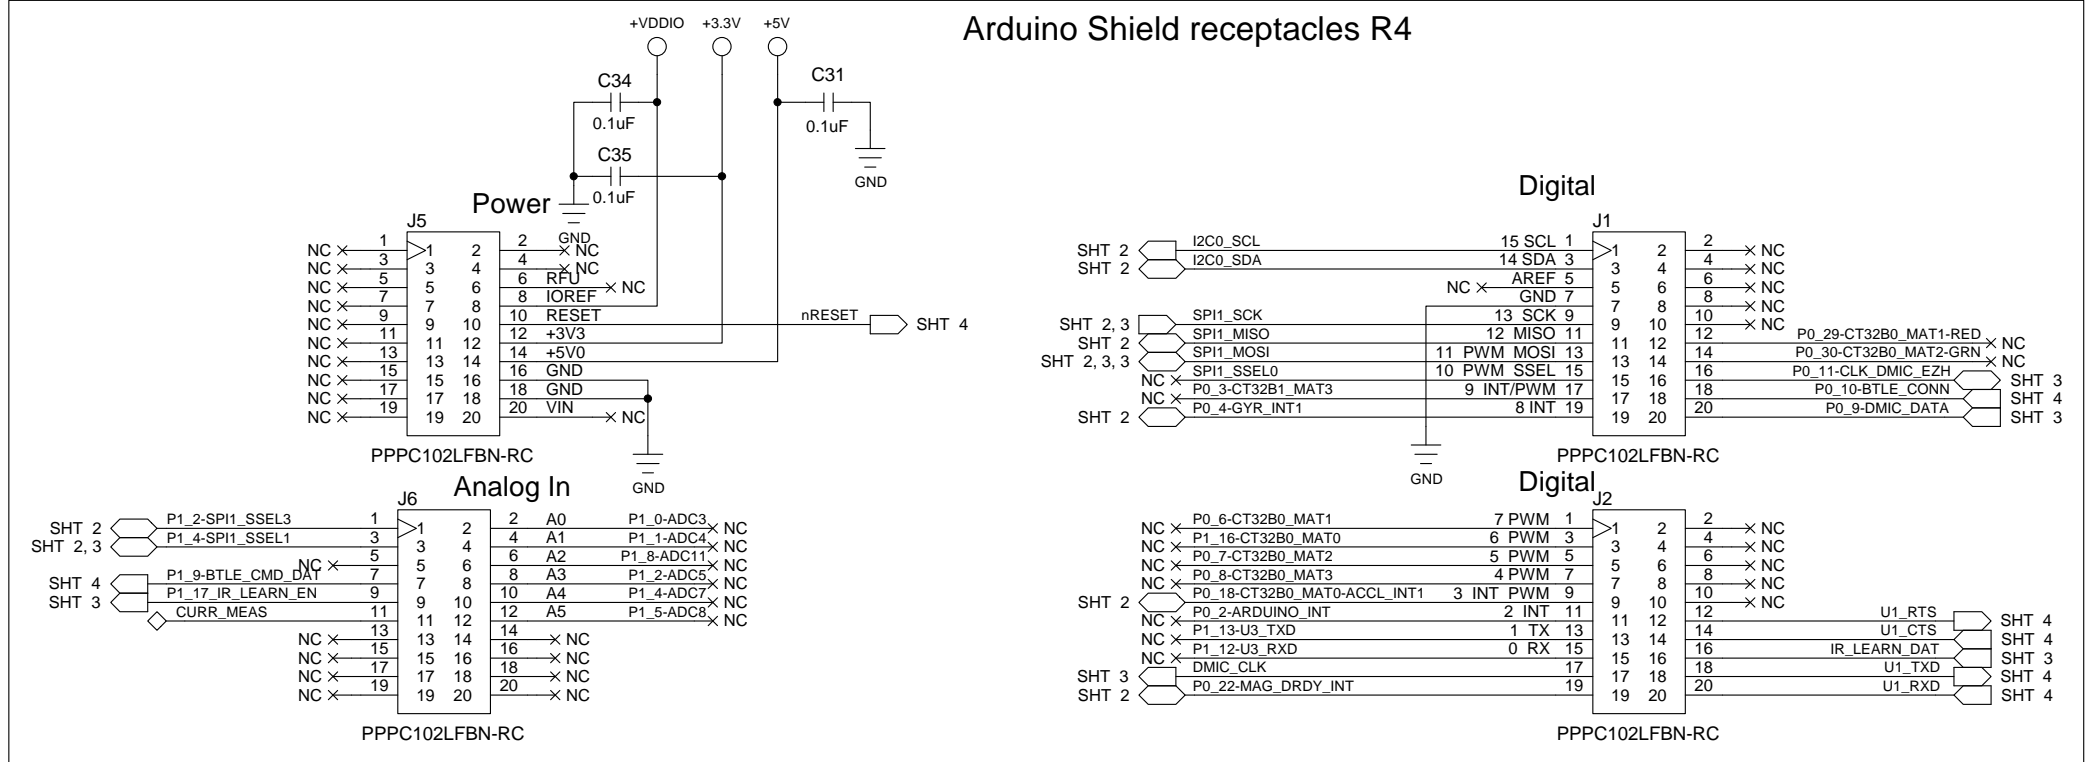 Arduino Shield receptacles R4
+VDDIO +3.3V +5V
C34
0.1uF
C31
0.1uF
GND
C35
0.1uF
GND
Power
J5
NC 1 1 2 2 NC
NC 3 3 4 4 NC
NC 5 5 6 6 RFU NC
NC 7 7 8 8 IOREF
NC 9 9 10 10 RESET nRESET SHT 4
NC 11 11 12 12 +3V3
NC 13 13 14 14 +5V0
NC 15 15 16 16 GND
NC 17 17 18 18 GND
NC 19 19 20 20 VIN NC
PPPC102LFBN-RC
GND
Analog In
J6
SHT 2 P1_2-SPI1_SSEL3 1 1 2 2 A0 P1_0-ADC3 NC
SHT 2, 3 P1_4-SPI1_SSEL1 3 3 4 4 A1 P1_1-ADC4 NC
NC 5 5 6 6 A2 P1_8-ADC11 NC
SHT 4 P1_9-BTLE_CMD_DAT 7 7 8 8 A3 P1_2-ADC5 NC
SHT 3 P1_17_IR_LEARN_EN 9 9 10 10 A4 P1_4-ADC7 NC
CURR_MEAS 11 11 12 12 A5 P1_5-ADC8 NC
NC 13 13 14 14 NC
NC 15 15 16 16 NC
NC 17 17 18 18 NC
NC 19 19 20 20 NC
PPPC102LFBN-RC
Digital
J1
SHT 2 I2C0_SCL 15 SCL 1 1 2 2 NC
SHT 2 I2C0_SDA 14 SDA 3 3 4 4 NC
NC AREF 5 5 6 6 NC
GND 7 7 8 8 NC
SHT 2, 3 SPI1_SCK 13 SCK 9 9 10 10 NC
SHT 2 SPI1_MISO 12 MISO 11 11 12 12 P0_29-CT32B0_MAT1-RED NC
SHT 2, 3, 3 SPI1_MOSI 11 PWM MOSI 13 13 14 14 P0_30-CT32B0_MAT2-GRN NC
NC SPI1_SSEL0 10 PWM SSEL 15 15 16 16 P0_11-CLK_DMIC_EZH SHT 3
NC P0_3-CT32B1_MAT3 9 INT/PWM 17 17 18 18 P0_10-BTLE_CONN SHT 4
SHT 2 P0_4-GYR_INT1 8 INT 19 19 20 20 P0_9-DMIC_DATA SHT 3
PPPC102LFBN-RC
GND
Digital
J2
NC P0_6-CT32B0_MAT1 7 PWM 1 1 2 2 NC
NC P1_16-CT32B0_MAT0 6 PWM 3 3 4 4 NC
NC P0_7-CT32B0_MAT2 5 PWM 5 5 6 6 NC
NC P0_8-CT32B0_MAT3 4 PWM 7 7 8 8 NC
SHT 2 P0_18-CT32B0_MAT0-ACCL_INT1 3 INT PWM 9 9 10 10 NC
NC P0_2-ARDUINO_INT 2 INT 11 11 12 12 U1_RTS SHT 4
NC P1_13-U3_TXD 1 TX 13 13 14 14 U1_CTS SHT 4
NC P1_12-U3_RXD 0 RX 15 15 16 16 IR_LEARN_DAT SHT 3
SHT 3 DMIC_CLK 17 17 18 18 U1_TXD SHT 4
SHT 2 P0_22-MAG_DRDY_INT 19 19 20 20 U1_RXD SHT 4
PPPC102LFBN-RC